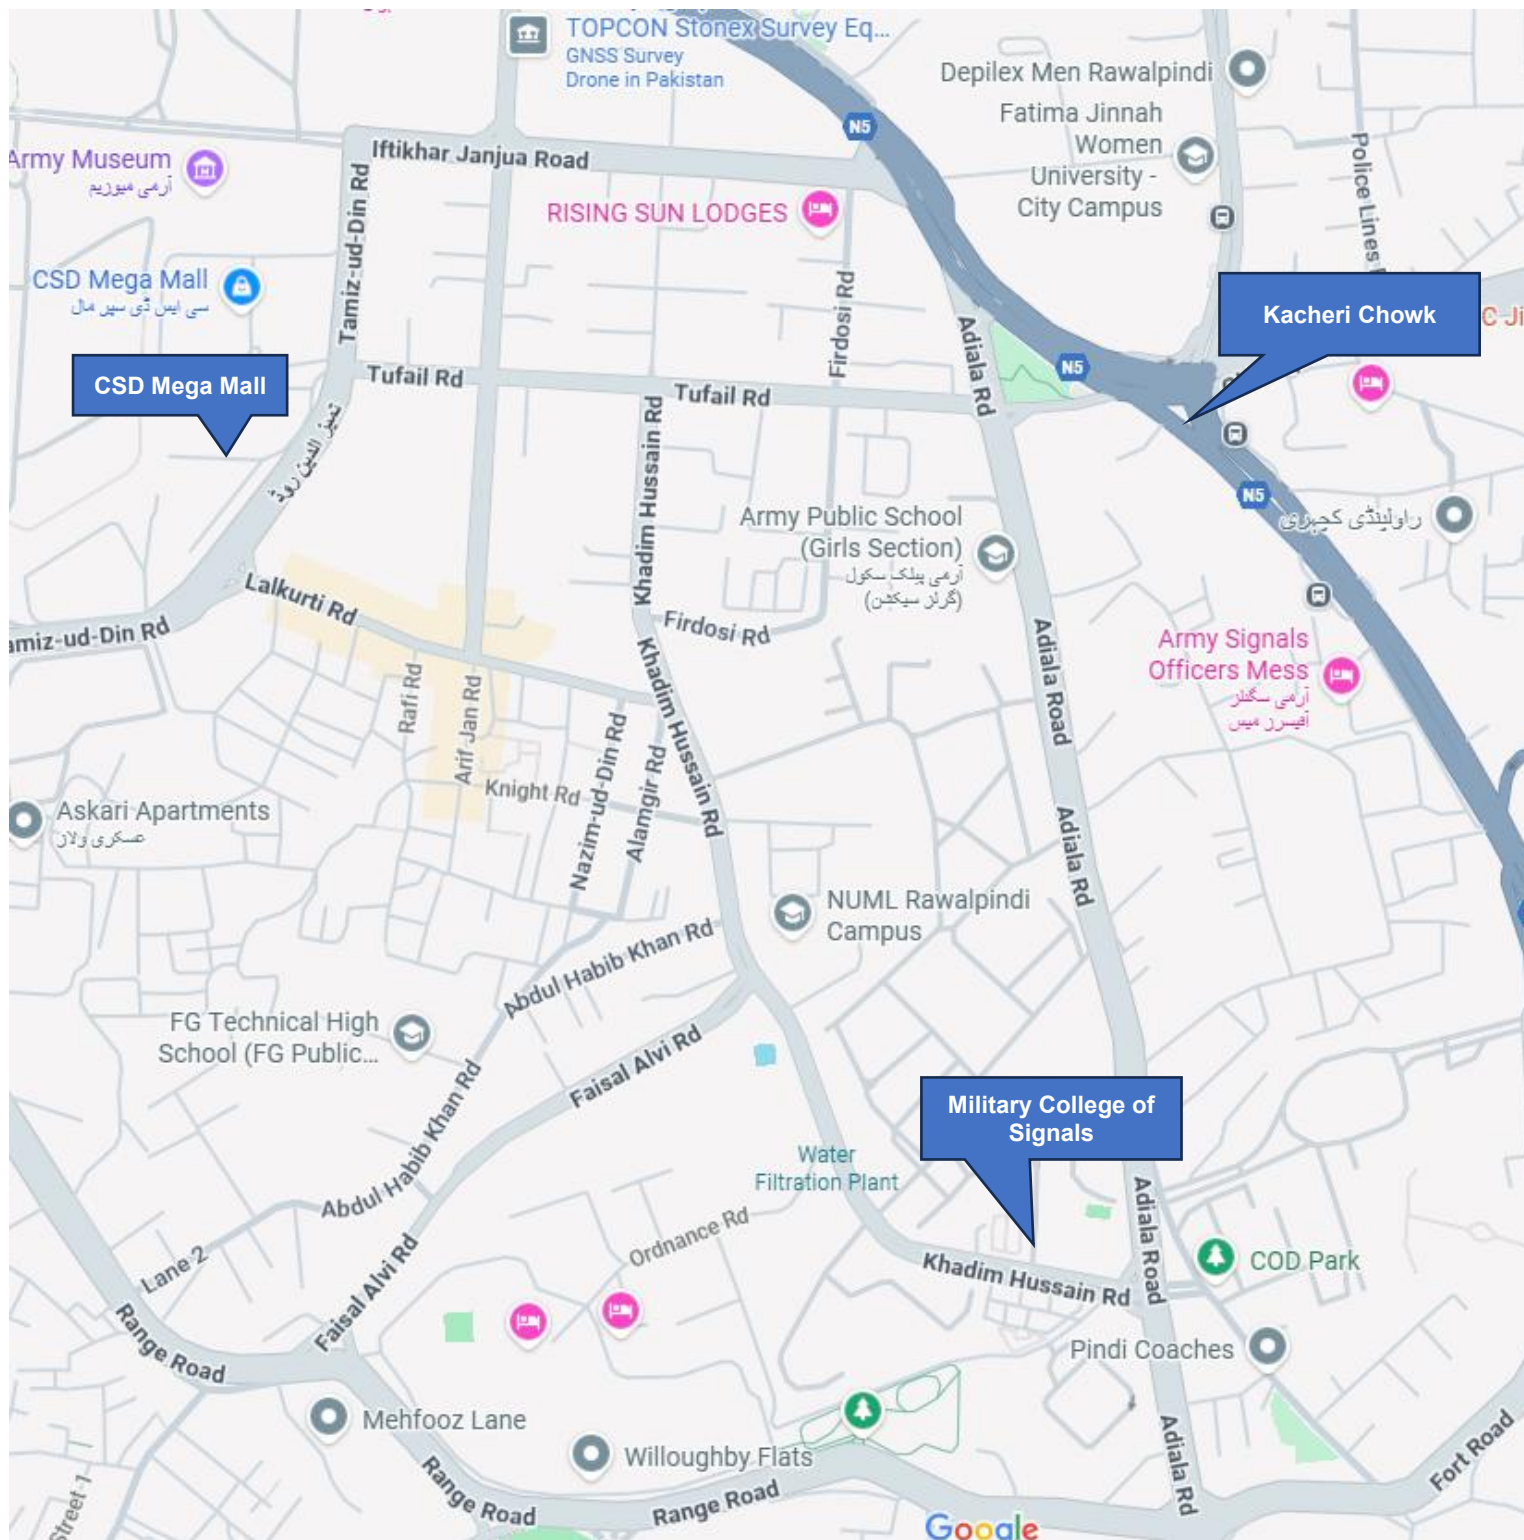 TOPCON Stonex Survey Eq...
GNSS Survey
Drone in Pakistan
Depilex Men Rawalpindi
Fatima Jinnah
Women
University -
City Campus
N5
Police Lines
Iftikhar Janjua Road
Army Museum
آرمی میوزیم
RISING SUN LODGES
Tamiz-ud-Din Rd
CSD Mega Mall
سی ایس ڈی سپر مال
Firdosi Rd
Adiala Rd
Kacheri Chowk
C Ji
N5
CSD Mega Mall
Tufail Rd
Tufail Rd
تمیز الدین روڈ
Khadim Hussain Rd
N5
Army Public School
(Girls Section)
آرمی پبلک سکول
(گرلز سیکشن)
راولپنڈی کچہری
Lalkurti Rd
amiz-ud-Din Rd
Firdosi Rd
Adiala Road
Army Signals
Officers Mess
آرمی سگنلز
آفیسرز میس
Rafi Rd
Arif Jan Rd
Khadim Hussain Rd
Nazim-ud-Din Rd
Alamgir Rd
Knight Rd
Askari Apartments
عسکری ولاز
Adiala Rd
NUML Rawalpindi
Campus
Abdul Habib Khan Rd
FG Technical High
School (FG Public...
Faisal Alvi Rd
Military College of
Signals
Abdul Habib Khan Rd
Water
Filtration Plant
Ordnance Rd
Adiala Road
Lane 2
Faisal Alvi Rd
Khadim Hussain Rd
COD Park
Range Road
Pindi Coaches
Mehfooz Lane
Willoughby Flats
Adiala Rd
Fort Road
Range Road
Range Road
Street 1
Google